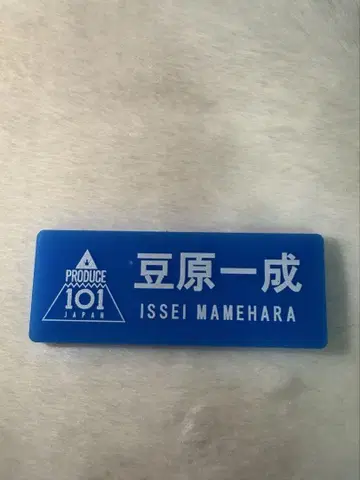 PRODUCE
101
JAPAN
豆原一成
ISSEI MAMEHARA